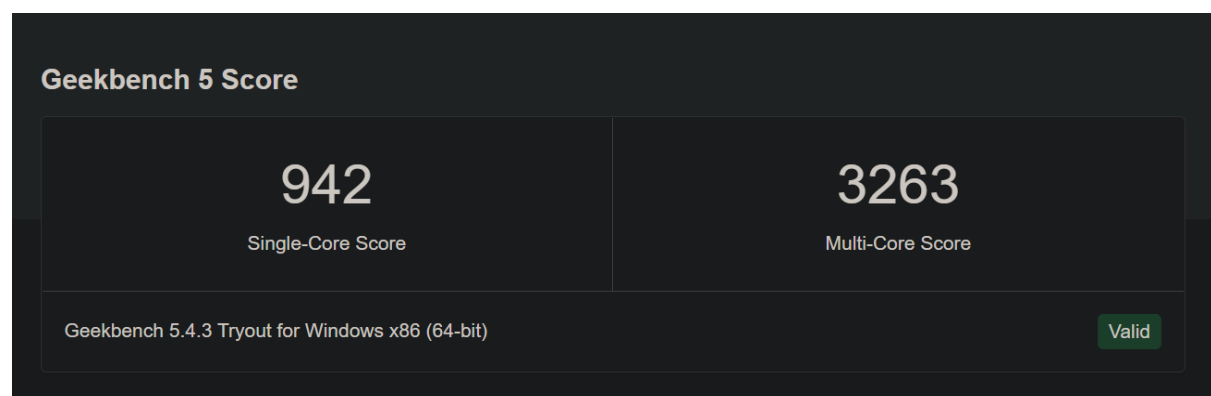 Geekbench 5 Score
942
Single-Core Score
3263
Multi-Core Score
Geekbench 5.4.3 Tryout for Windows x86 (64-bit)
Valid